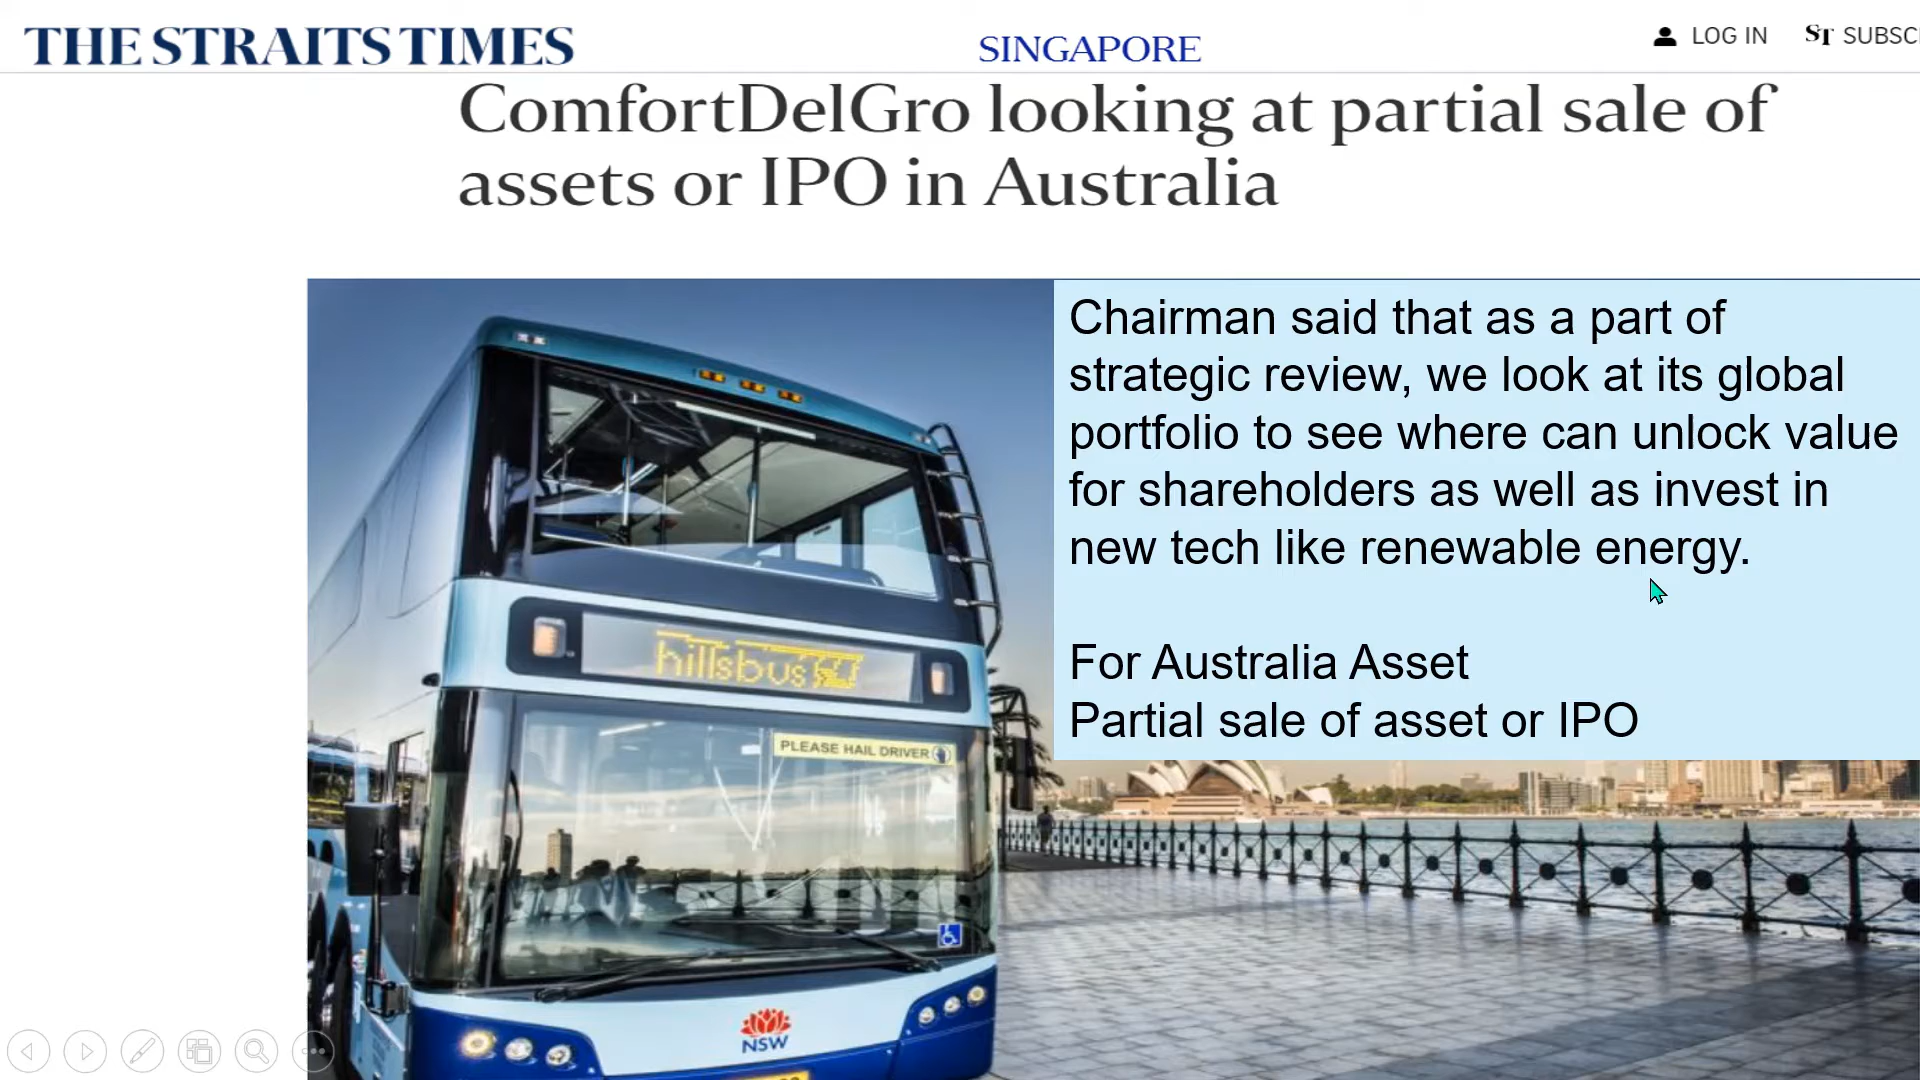 THE STRAITS TIMES
SINGAPORE
LOG IN
ST SUBSC
ComfortDelGro looking at partial sale of
assets or IPO in Australia
Chairman said that as a part of
strategic review, we look at its global
portfolio to see where can unlock value
for shareholders as well as invest in
new tech like renewable energy.
For Australia Asset
Partial sale of asset or IPO
hillsbus
PLEASE HAIL DRIVER
NSW